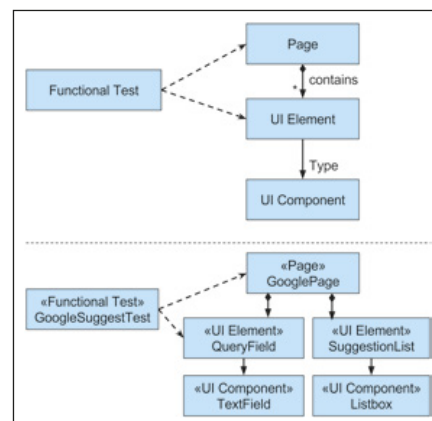 Page
contains
*
Functional Test
UI Element
Type
UI Component
«Page»
GooglePage
«Functional Test»
GoogleSuggestTest
«UI Element»
QueryField
«UI Element»
SuggestionList
«UI Component»
TextField
«UI Component»
Listbox